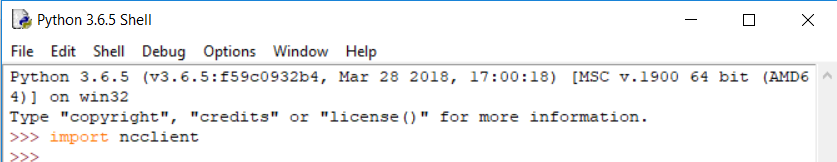 Python 3.6.5 Shell
File Edit Shell Debug Options Window Help
Python 3.6.5 (v3.6.5:f59c0932b4, Mar 28 2018, 17:00:18) [MSC v.1900 64 bit (AMD6
4)] on win32
Type "copyright", "credits" or "license()" for more information.
>>> import ncclient
>>>